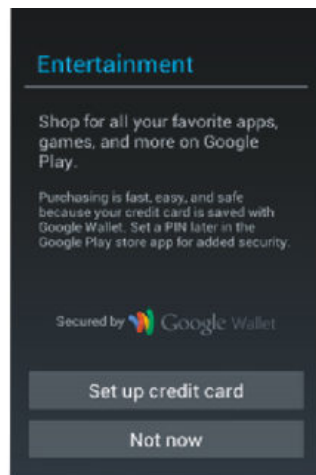 Entertainment
Shop for all your favorite apps,
games, and more on Google
Play.
Purchasing is fast, easy, and safe
because your credit card is saved with
Google Wallet. Set a PIN later in the
Google Play store app for added security.
Secured by Google Wallet
Set up credit card
Not now